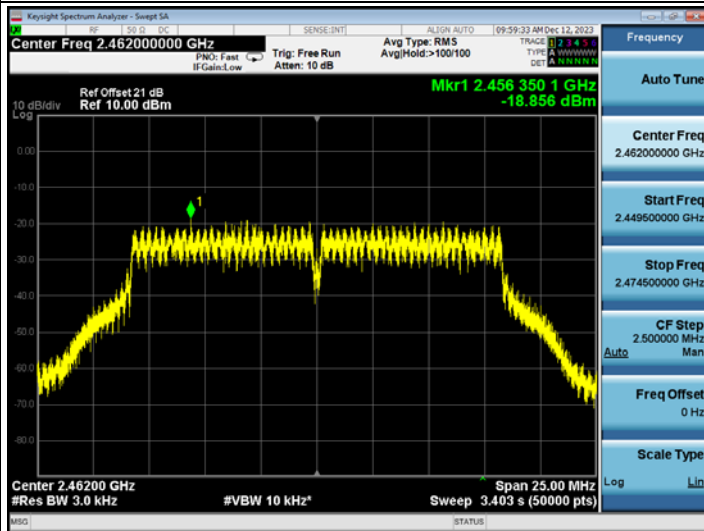 Keysight Spectrum Analyzer - Swept SA
RF 50 Ω DC SENSE:INT ALIGN AUTO 09:59:33 AM Dec 12, 2023
Center Freq 2.462000000 GHz
PNO: Fast
IFGain:Low
Trig: Free Run
Atten: 10 dB
Avg Type: RMS
Avg|Hold:>100/100
TRACE 1 2 3 4 5 6
TYPE A WWWWW
DET A N N N N N
Ref Offset 21 dB
10 dB/div Ref 10.00 dBm
Log
Mkr1 2.456 350 1 GHz
-18.856 dBm
0.00
-10.0
-20.0
-30.0
-40.0
-50.0
-60.0
-70.0
-80.0
1
Center 2.46200 GHz
Span 25.00 MHz
#Res BW 3.0 kHz
#VBW 10 kHz*
Sweep 3.403 s (50000 pts)
MSG
STATUS
Frequency
Auto Tune
Center Freq
2.462000000 GHz
Start Freq
2.449500000 GHz
Stop Freq
2.474500000 GHz
CF Step
2.500000 MHz
Auto Man
Freq Offset
0 Hz
Scale Type
Log Lin